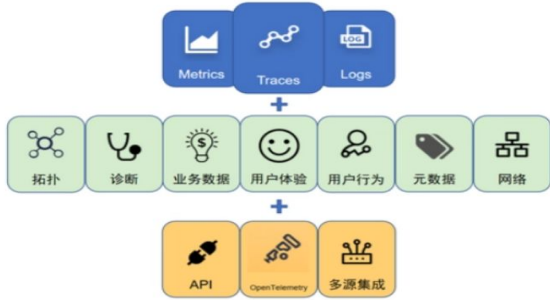 LOG
Metrics
Traces
Logs
+
$
拓扑
诊断
业务数据
用户体验
用户行为
元数据
网络
+
API
OpenTelemetry
多源集成